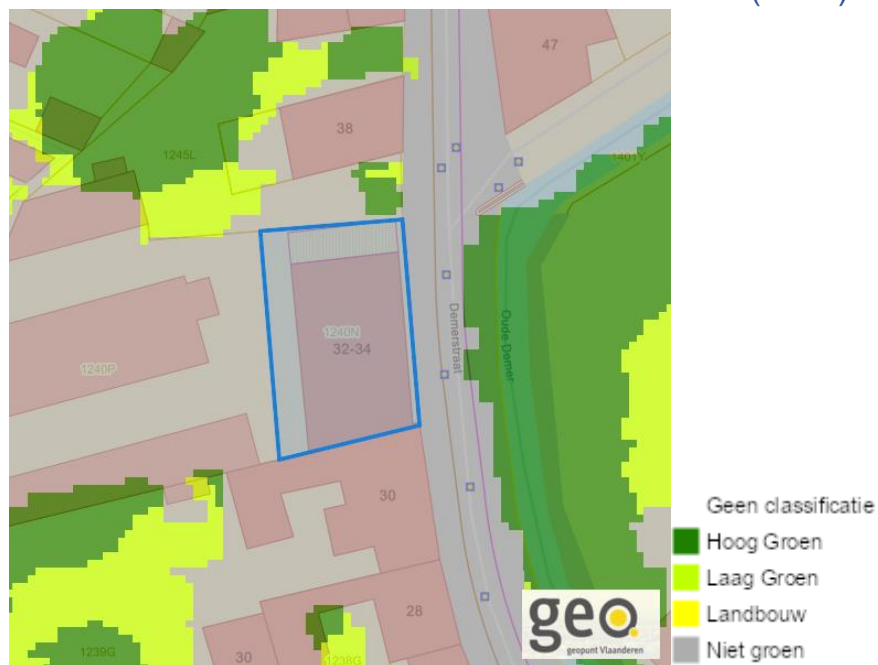 47
38
1245L
1401Y
1240N
32-34
Demerstraat
Oude Demer
1240P
30
28
30
1239G
1238G
geo.
geopunt Vlaanderen
Geen classificatie
Hoog Groen
Laag Groen
Landbouw
Niet groen